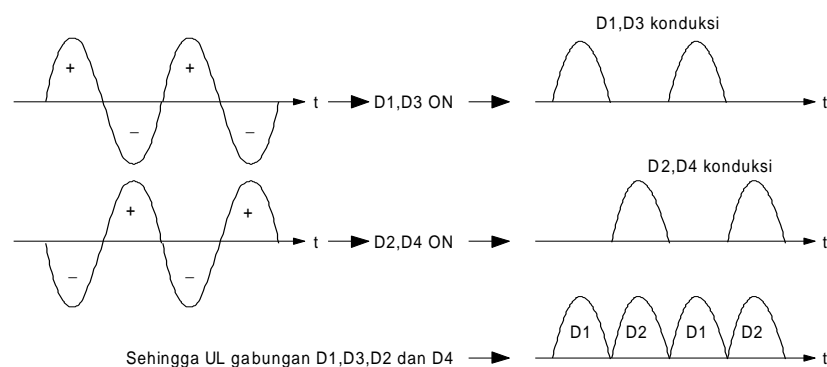 D1,D3 konduksi
+ +
t D1,D3 ON t
– –
D2,D4 konduksi
+ +
t D2,D4 ON t
– –
D1 D2 D1 D2
Sehingga UL gabungan D1,D3,D2 dan D4 t